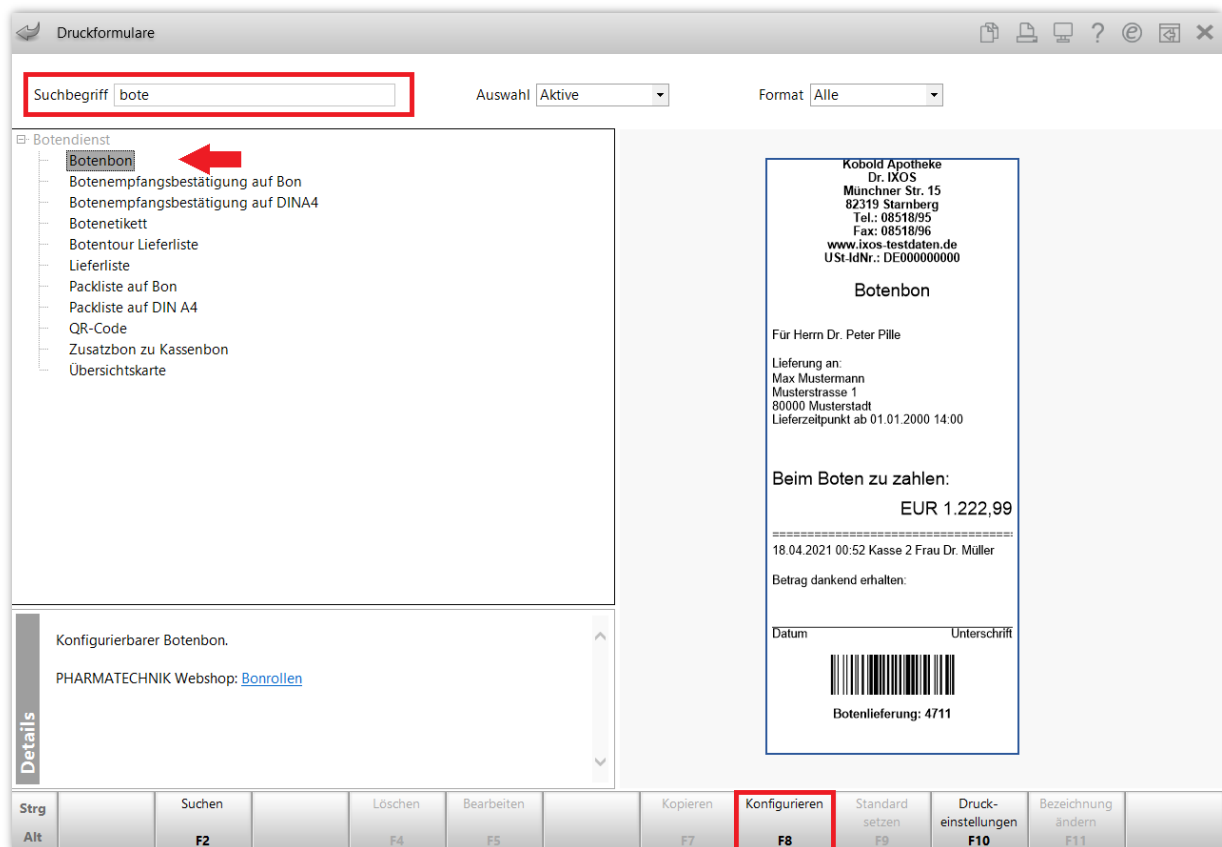 Druckformulare
Suchbegriff bote Auswahl Aktive Format Alle
Botendienst
Botenbon
Botenempfangsbestätigung auf Bon
Botenempfangsbestätigung auf DINA4
Botenetikett
Botentour Lieferliste
Lieferliste
Packliste auf Bon
Packliste auf DIN A4
QR-Code
Zusatzbon zu Kassenbon
Übersichtskarte
Kobold Apotheke
Dr. IXOS
Münchner Str. 15
82319 Starnberg
Tel.: 08518/95
Fax: 08518/96
www.ixos-testdaten.de
USt-IdNr.: DE000000000
Botenbon
Für Herrn Dr. Peter Pille
Lieferung an:
Max Mustermann
Musterstrasse 1
80000 Musterstadt
Lieferzeitpunkt ab 01.01.2000 14:00
Beim Boten zu zahlen:
EUR 1.222,99
==================================
18.04.2021 00:52 Kasse 2 Frau Dr. Müller
Betrag dankend erhalten:
Datum Unterschrift
Botenlieferung: 4711
Details
Konfigurierbarer Botenbon.
PHARMATECHNIK Webshop: Bonrollen
Strg
Alt
Suchen
F2
Löschen
F4
Bearbeiten
F5
Kopieren
F7
Konfigurieren
F8
Standard
setzen
F9
Druck-
einstellungen
F10
Bezeichnung
ändern
F11